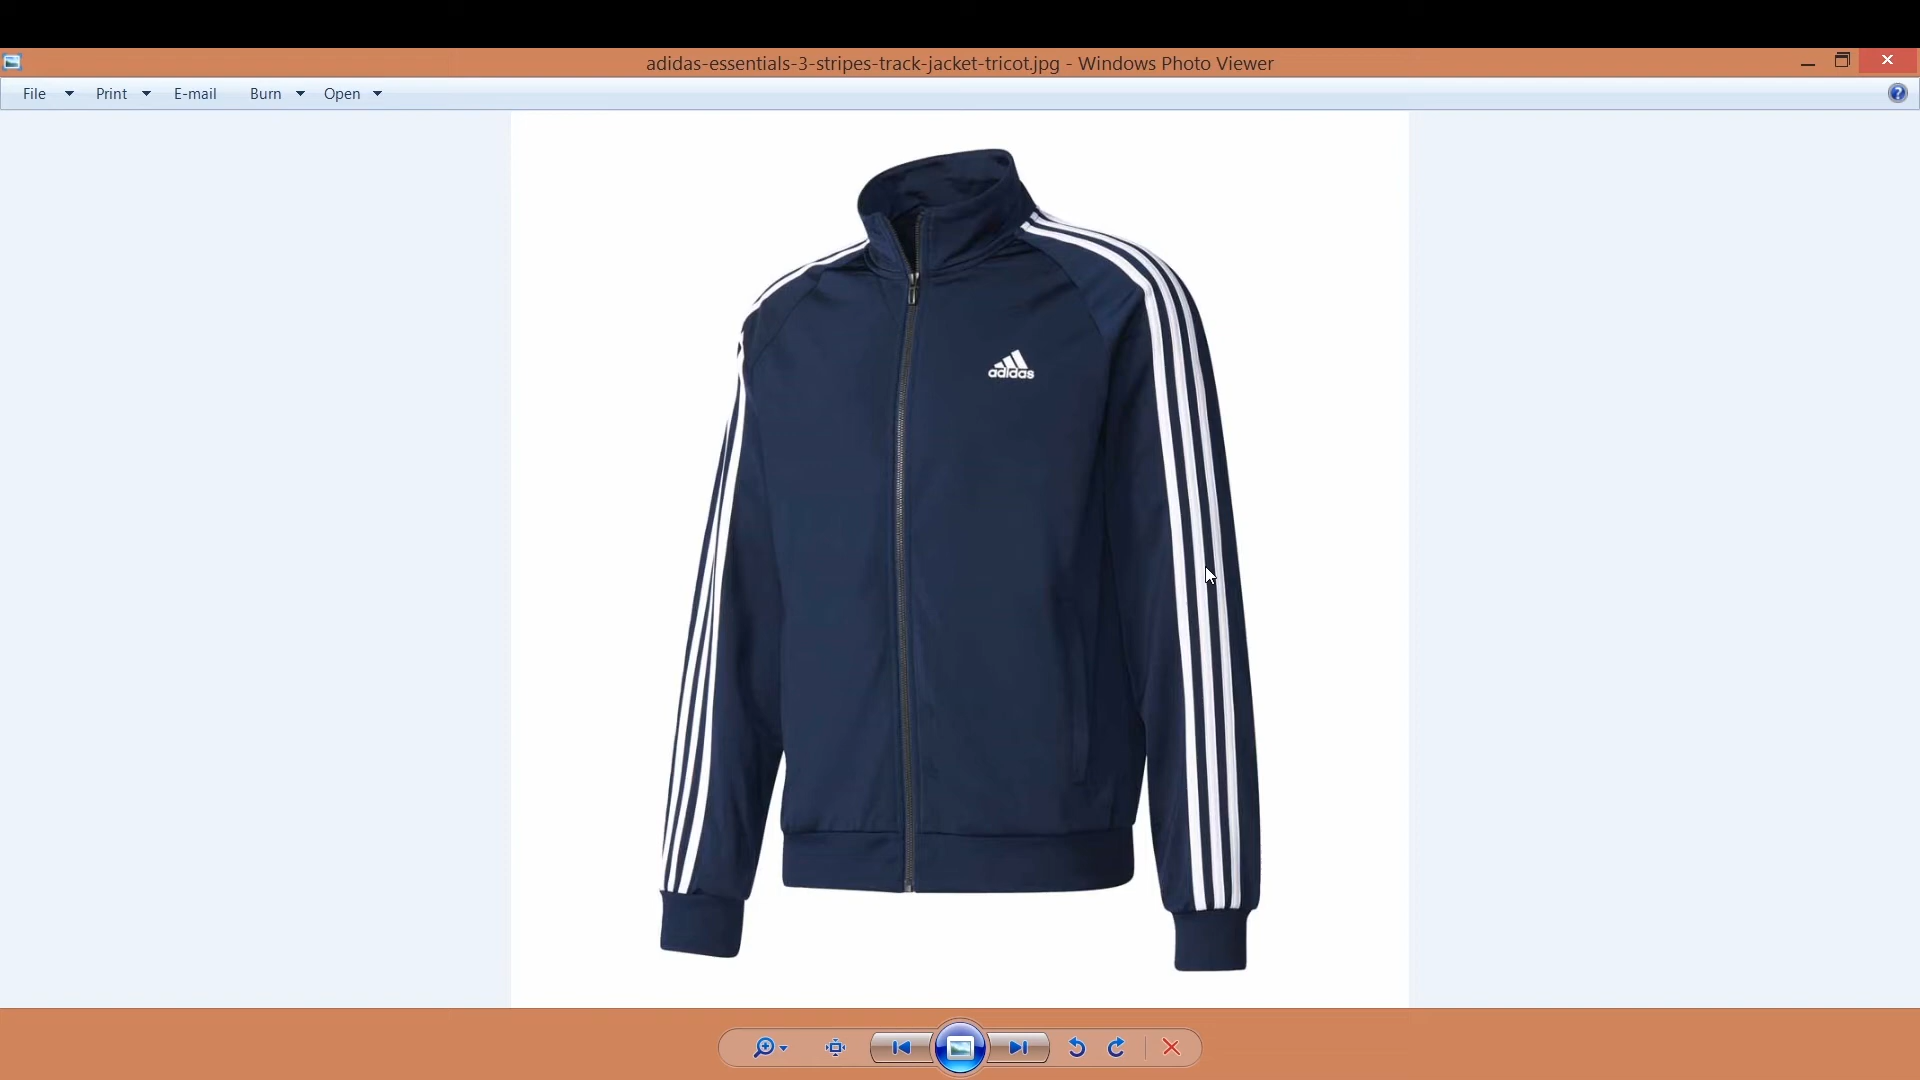 adidas-essentials-3-stripes-track-jacket-tricot.jpg - Windows Photo Viewer
File Print E-mail Burn Open
adidas